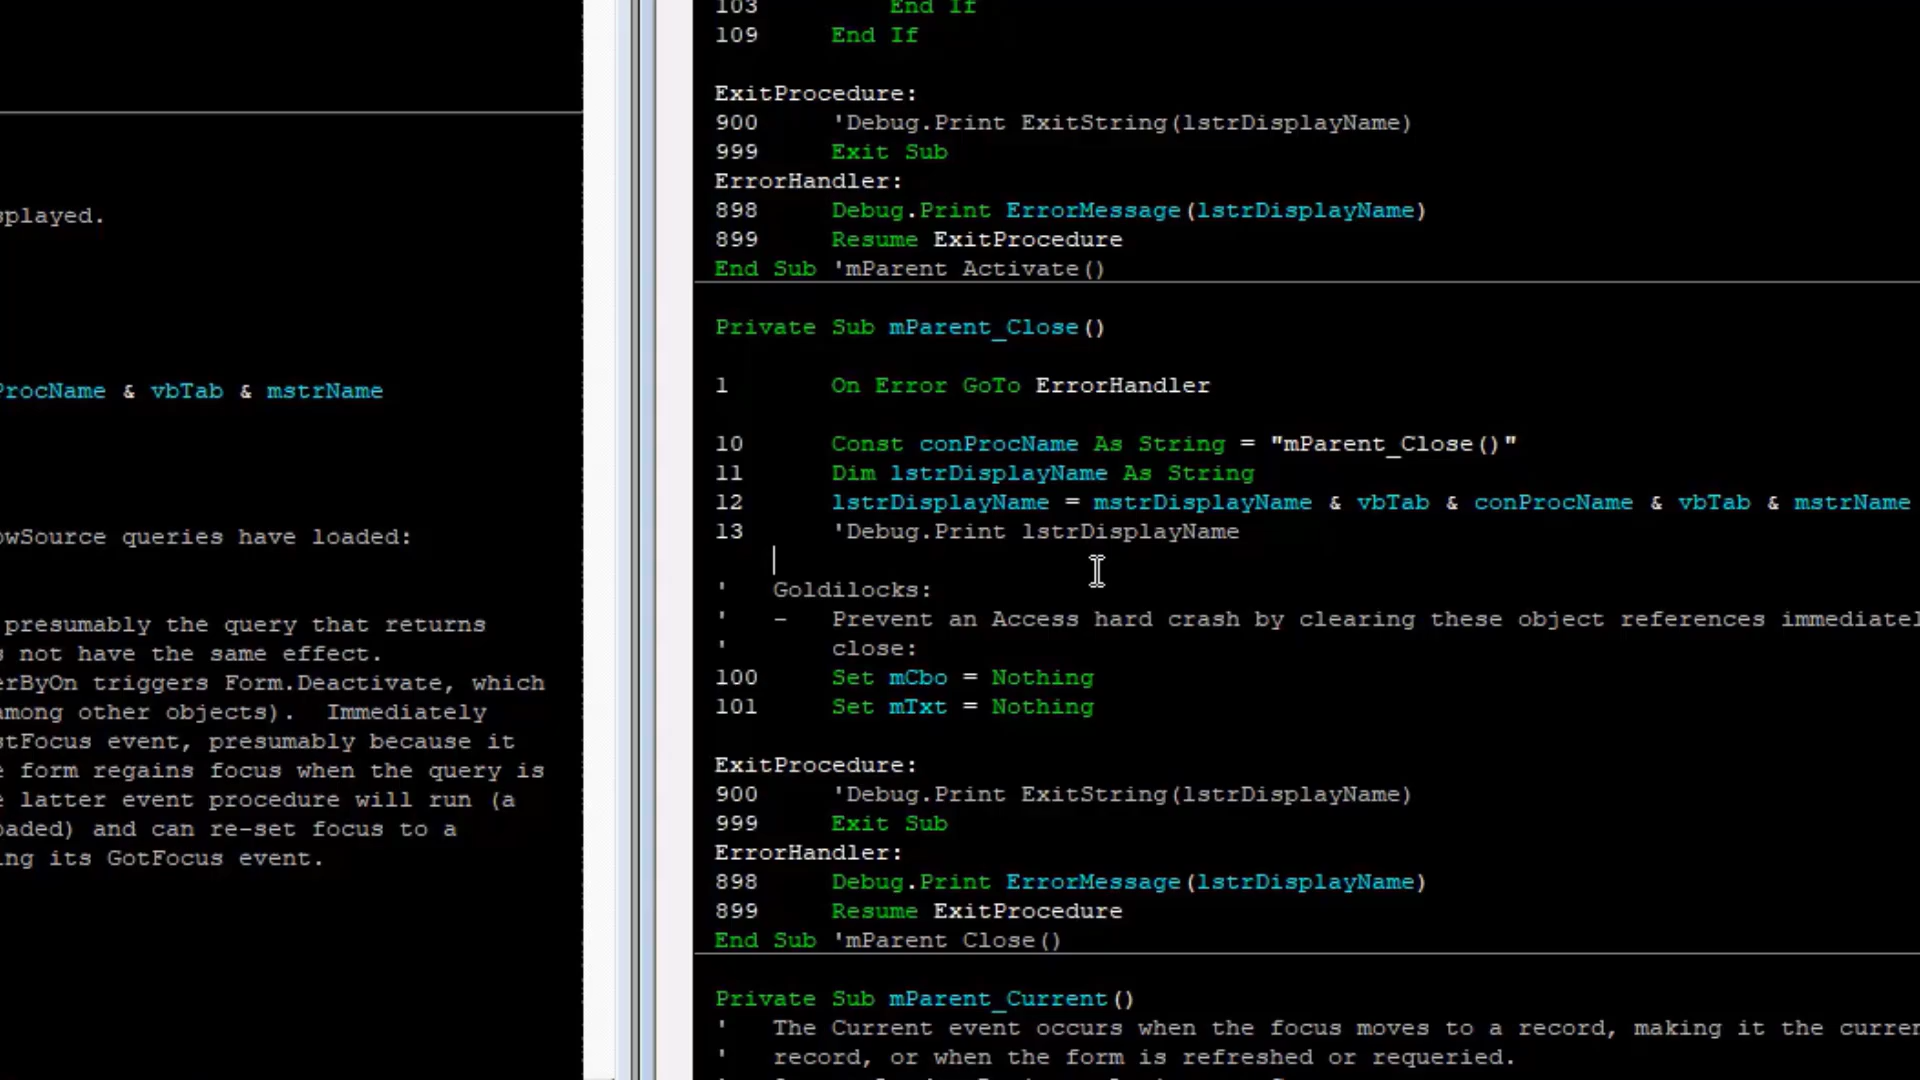 splayed.
ProcName & vbTab & mstrName
owSource queries have loaded:
presumably the query that returns
s not have the same effect.
erByOn triggers Form.Deactivate, which
among other objects).  Immediately
stFocus event, presumably because it
e form regains focus when the query is
e latter event procedure will run (a
oaded) and can re-set focus to a
ing its GotFocus event.
103         End If
109     End If
ExitProcedure:
900     'Debug.Print ExitString(lstrDisplayName)
999     Exit Sub
ErrorHandler:
898     Debug.Print ErrorMessage(lstrDisplayName)
899     Resume ExitProcedure
End Sub 'mParent Activate()
Private Sub mParent_Close()
1       On Error GoTo ErrorHandler
10      Const conProcName As String = "mParent_Close()"
11      Dim lstrDisplayName As String
12      lstrDisplayName = mstrDisplayName & vbTab & conProcName & vbTab & mstrName
13      'Debug.Print lstrDisplayName
'   Goldilocks:
'   -   Prevent an Access hard crash by clearing these object references immediatel
'       close:
100     Set mCbo = Nothing
101     Set mTxt = Nothing
ExitProcedure:
900     'Debug.Print ExitString(lstrDisplayName)
999     Exit Sub
ErrorHandler:
898     Debug.Print ErrorMessage(lstrDisplayName)
899     Resume ExitProcedure
End Sub 'mParent Close()
Private Sub mParent_Current()
'   The Current event occurs when the focus moves to a record, making it the curren
'   record, or when the form is refreshed or requeried.